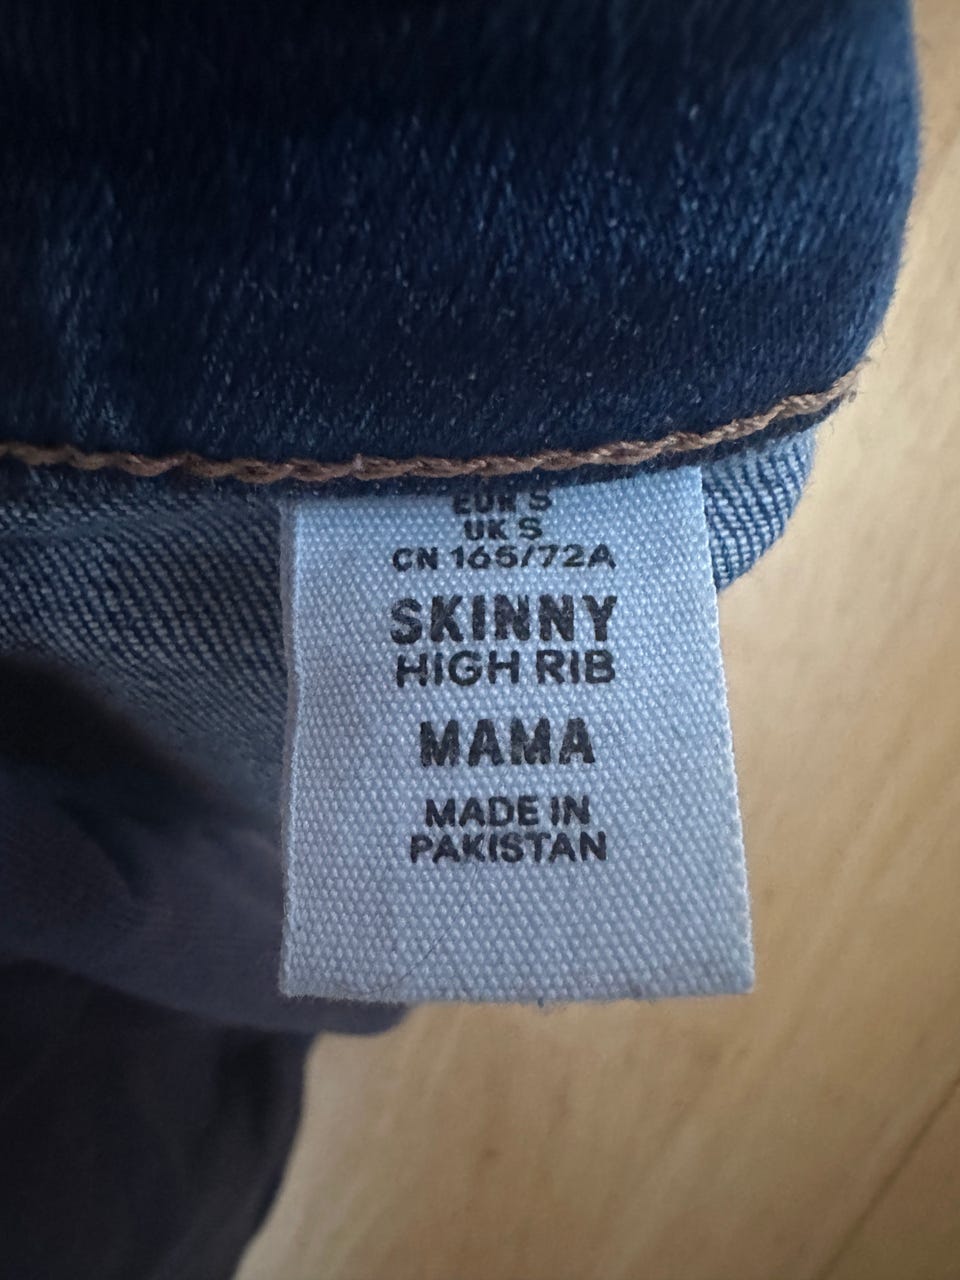 EUR S
UK S
CN 165/72A
SKINNY
HIGH RIB
MAMA
MADE IN
PAKISTAN